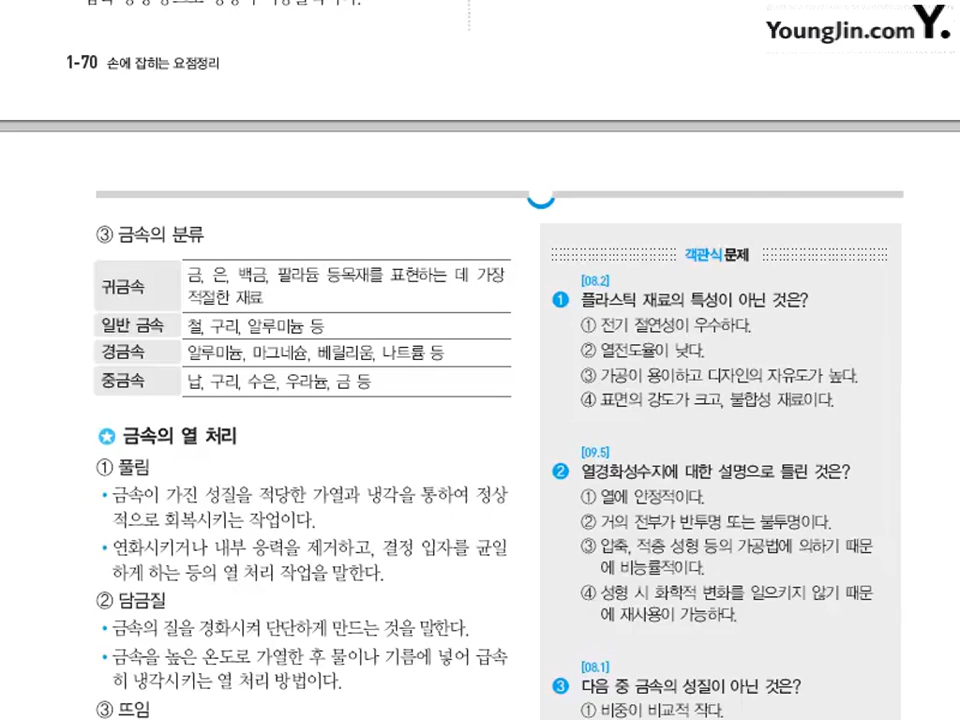 YoungJin.com Y.
1-70 손에 잡히는 요점정리
③ 금속의 분류
귀금속
금, 은, 백금, 팔라듐 등목재를 표현하는 데 가장
적절한 재료
일반 금속
철, 구리, 알루미늄 등
경금속
알루미늄, 마그네슘, 베릴리움, 나트륨 등
중금속
납, 구리, 수은, 우라늄, 금 등
금속의 열 처리
① 풀림
• 금속이 가진 성질을 적당한 가열과 냉각을 통하여 정상
적으로 회복시키는 작업이다.
• 연화시키거나 내부 응력을 제거하고, 결정 입자를 균일
하게 하는 등의 열 처리 작업을 말한다.
② 담금질
• 금속의 질을 경화시켜 단단하게 만드는 것을 말한다.
• 금속을 높은 온도로 가열한 후 물이나 기름에 넣어 급속
히 냉각시키는 열 처리 방법이다.
③ 뜨임
객관식 문제
[08.2]
1 플라스틱 재료의 특성이 아닌 것은?
① 전기 절연성이 우수하다.
② 열전도율이 낮다.
③ 가공이 용이하고 디자인의 자유도가 높다.
④ 표면의 강도가 크고, 불합성 재료이다.
[09.5]
2 열경화성수지에 대한 설명으로 틀린 것은?
① 열에 안정적이다.
② 거의 전부가 반투명 또는 불투명이다.
③ 압축, 적층 성형 등의 가공법에 의하기 때문
에 비능률적이다.
④ 성형 시 화학적 변화를 일으키지 않기 때문
에 재사용이 가능하다.
[08.1]
3 다음 중 금속의 성질이 아닌 것은?
① 비중이 비교적 작다.